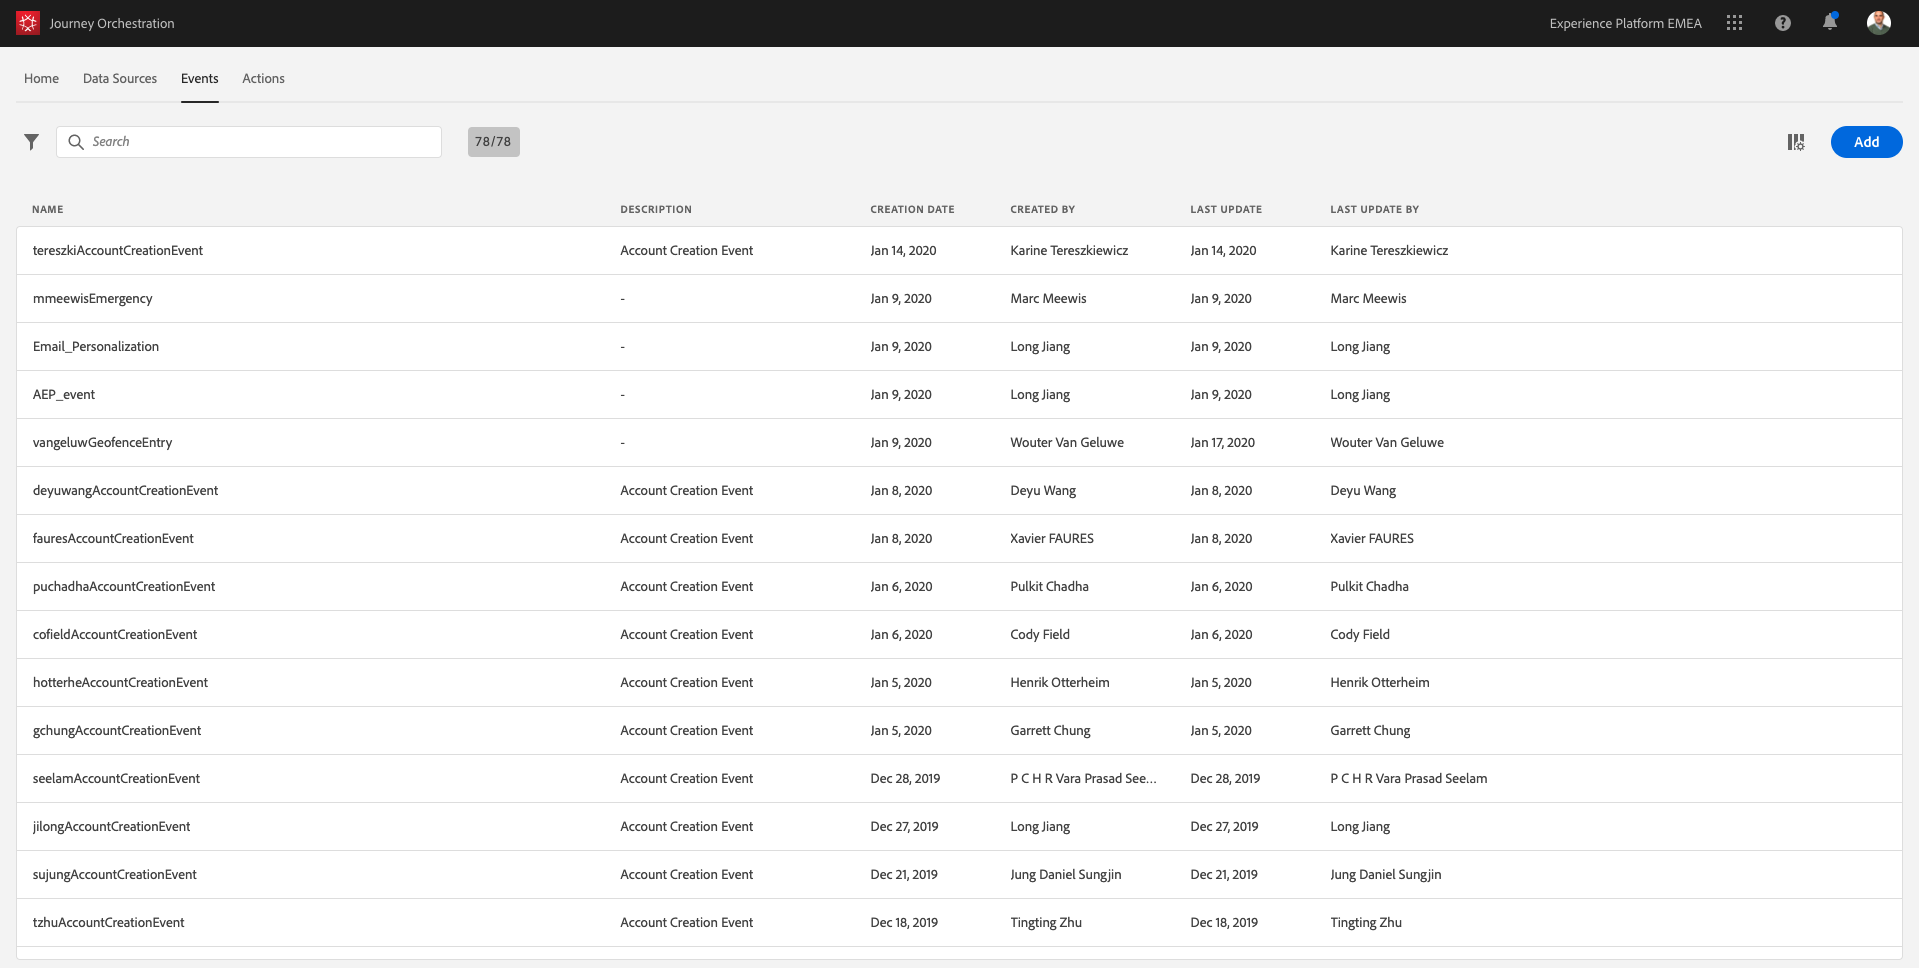 Journey Orchestration
Experience Platform EMEA
Home Data Sources Events Actions
Search
78/78
Add
NAME DESCRIPTION CREATION DATE CREATED BY LAST UPDATE LAST UPDATE BY
tereszkiAccountCreationEvent Account Creation Event Jan 14, 2020 Karine Tereszkiewicz Jan 14, 2020 Karine Tereszkiewicz
mmeewisEmergency - Jan 9, 2020 Marc Meewis Jan 9, 2020 Marc Meewis
Email_Personalization - Jan 9, 2020 Long Jiang Jan 9, 2020 Long Jiang
AEP_event - Jan 9, 2020 Long Jiang Jan 9, 2020 Long Jiang
vangeluwGeofenceEntry - Jan 9, 2020 Wouter Van Geluwe Jan 17, 2020 Wouter Van Geluwe
deyuwangAccountCreationEvent Account Creation Event Jan 8, 2020 Deyu Wang Jan 8, 2020 Deyu Wang
fauresAccountCreationEvent Account Creation Event Jan 8, 2020 Xavier FAURES Jan 8, 2020 Xavier FAURES
puchadhaAccountCreationEvent Account Creation Event Jan 6, 2020 Pulkit Chadha Jan 6, 2020 Pulkit Chadha
cofieldAccountCreationEvent Account Creation Event Jan 6, 2020 Cody Field Jan 6, 2020 Cody Field
hotterheAccountCreationEvent Account Creation Event Jan 5, 2020 Henrik Otterheim Jan 5, 2020 Henrik Otterheim
gchungAccountCreationEvent Account Creation Event Jan 5, 2020 Garrett Chung Jan 5, 2020 Garrett Chung
seelamAccountCreationEvent Account Creation Event Dec 28, 2019 P C H R Vara Prasad See... Dec 28, 2019 P C H R Vara Prasad Seelam
jilongAccountCreationEvent Account Creation Event Dec 27, 2019 Long Jiang Dec 27, 2019 Long Jiang
sujungAccountCreationEvent Account Creation Event Dec 21, 2019 Jung Daniel Sungjin Dec 21, 2019 Jung Daniel Sungjin
tzhuAccountCreationEvent Account Creation Event Dec 18, 2019 Tingting Zhu Dec 18, 2019 Tingting Zhu